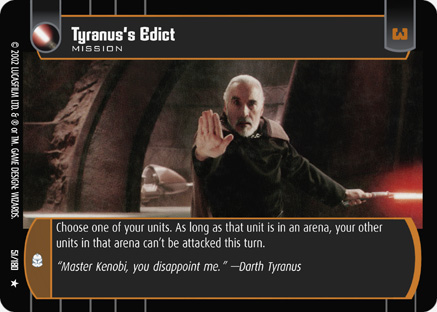 Tyranus's Edict
MISSION
3
Choose one of your units. As long as that unit is in an arena, your other
units in that arena can't be attacked this turn.
"Master Kenobi, you disappoint me." —Darth Tyranus
© 2002 LUCASFILM LTD. & ® or TM. GAME DESIGN: WIZARDS.
51/180 ★